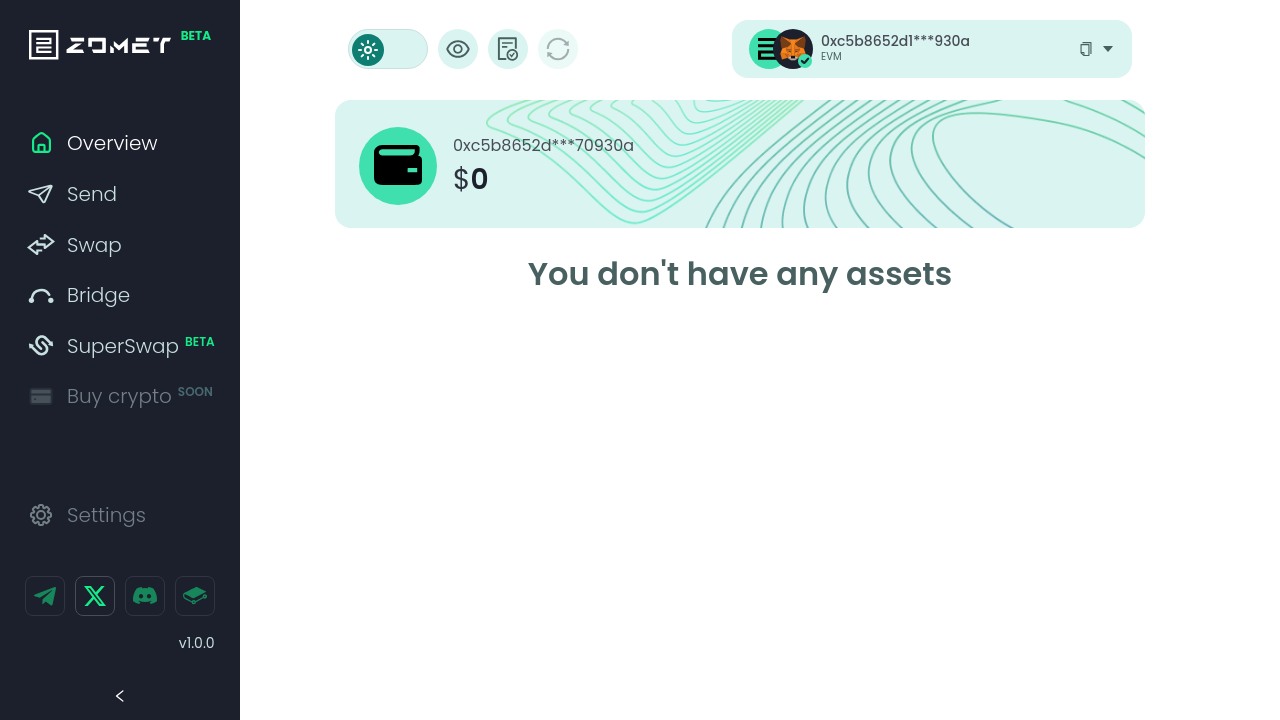 ZOMET BETA
Overview
Send
Swap
Bridge
SuperSwap BETA
Buy crypto SOON
Settings
v1.0.0
0xc5b8652d1***930a
EVM
0xc5b8652d***70930a
$0
You don't have any assets